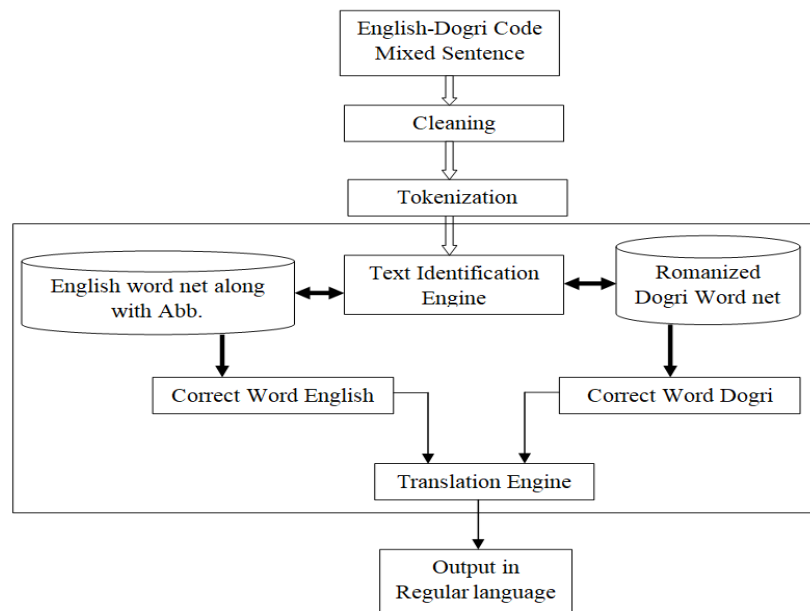 English-Dogri Code
Mixed Sentence
Cleaning
Tokenization
English word net along
with Abb.
Text Identification
Engine
Romanized
Dogri Word net
Correct Word English
Correct Word Dogri
Translation Engine
Output in
Regular language